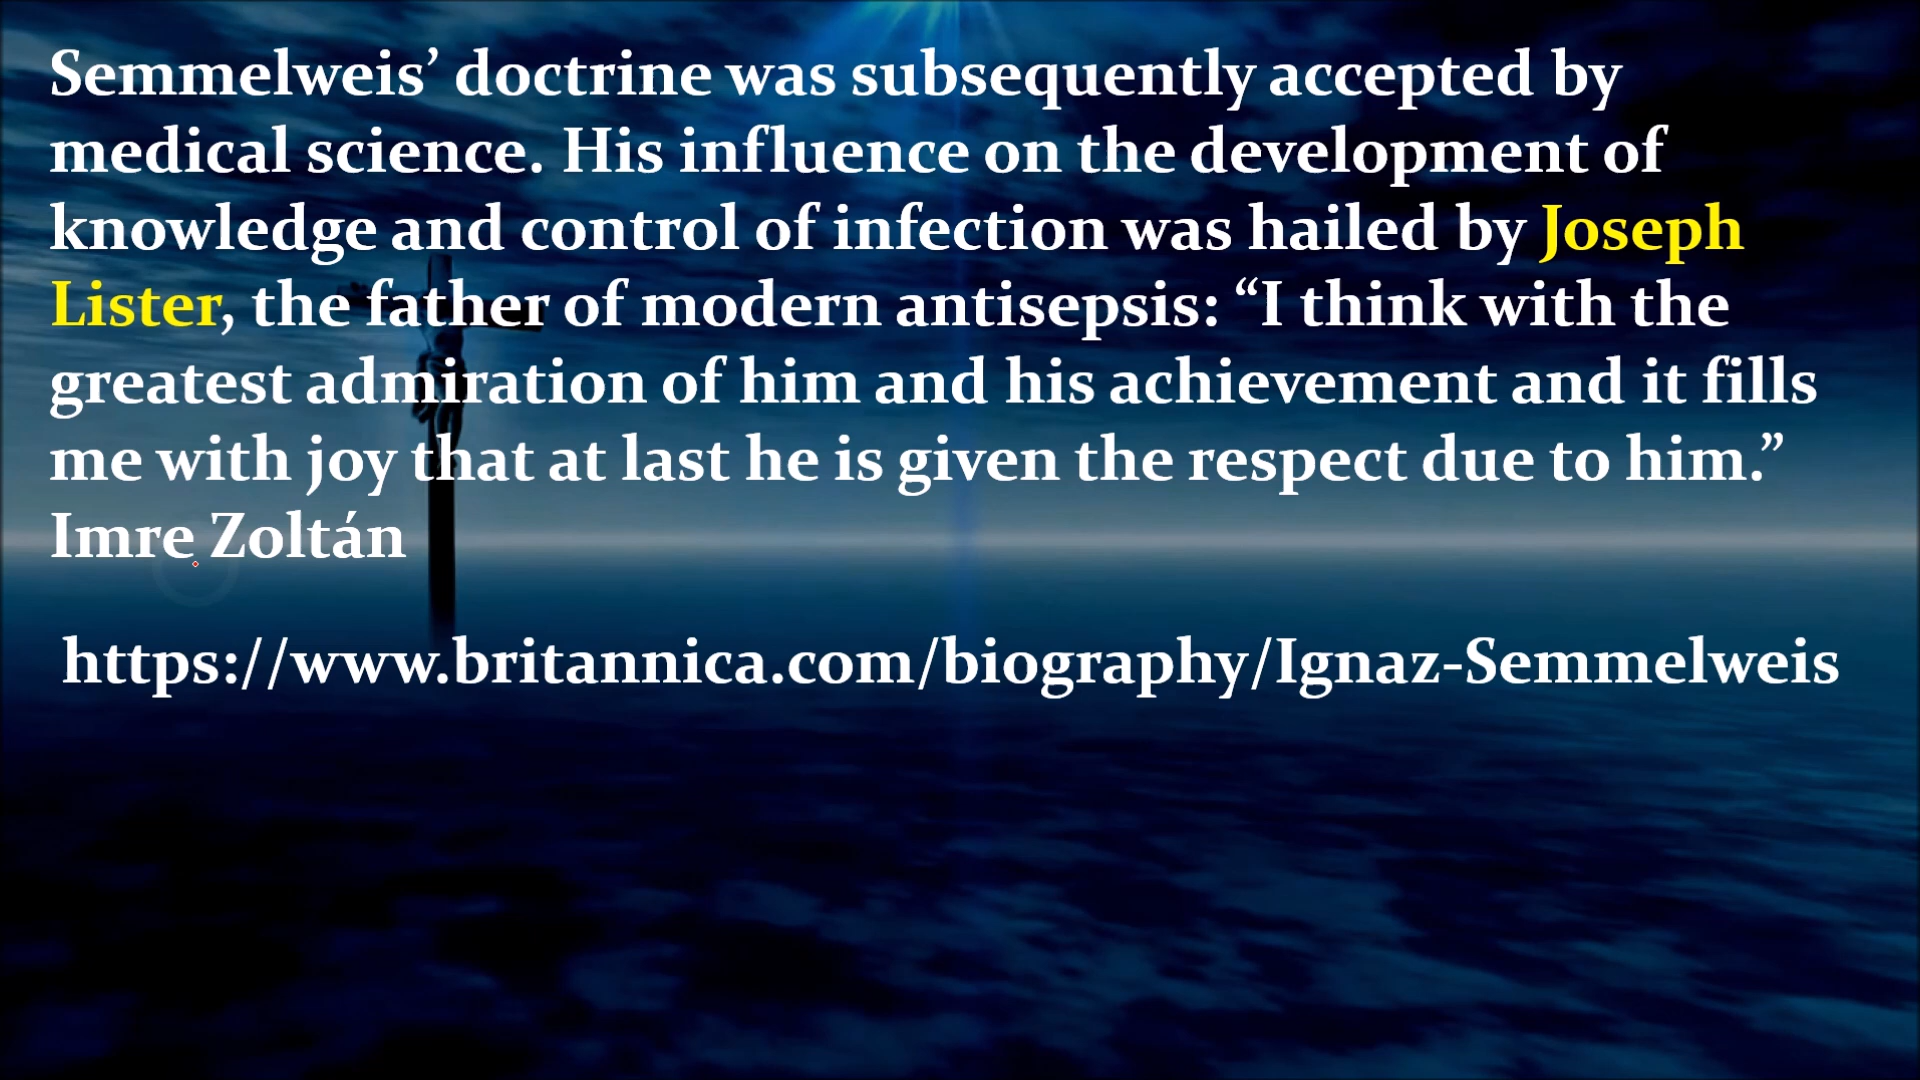 Semmelweis’ doctrine was subsequently accepted by
medical science. His influence on the development of
knowledge and control of infection was hailed by Joseph
Lister, the father of modern antisepsis: “I think with the
greatest admiration of him and his achievement and it fills
me with joy that at last he is given the respect due to him.”
Imre Zoltán
https://www.britannica.com/biography/Ignaz-Semmelweis